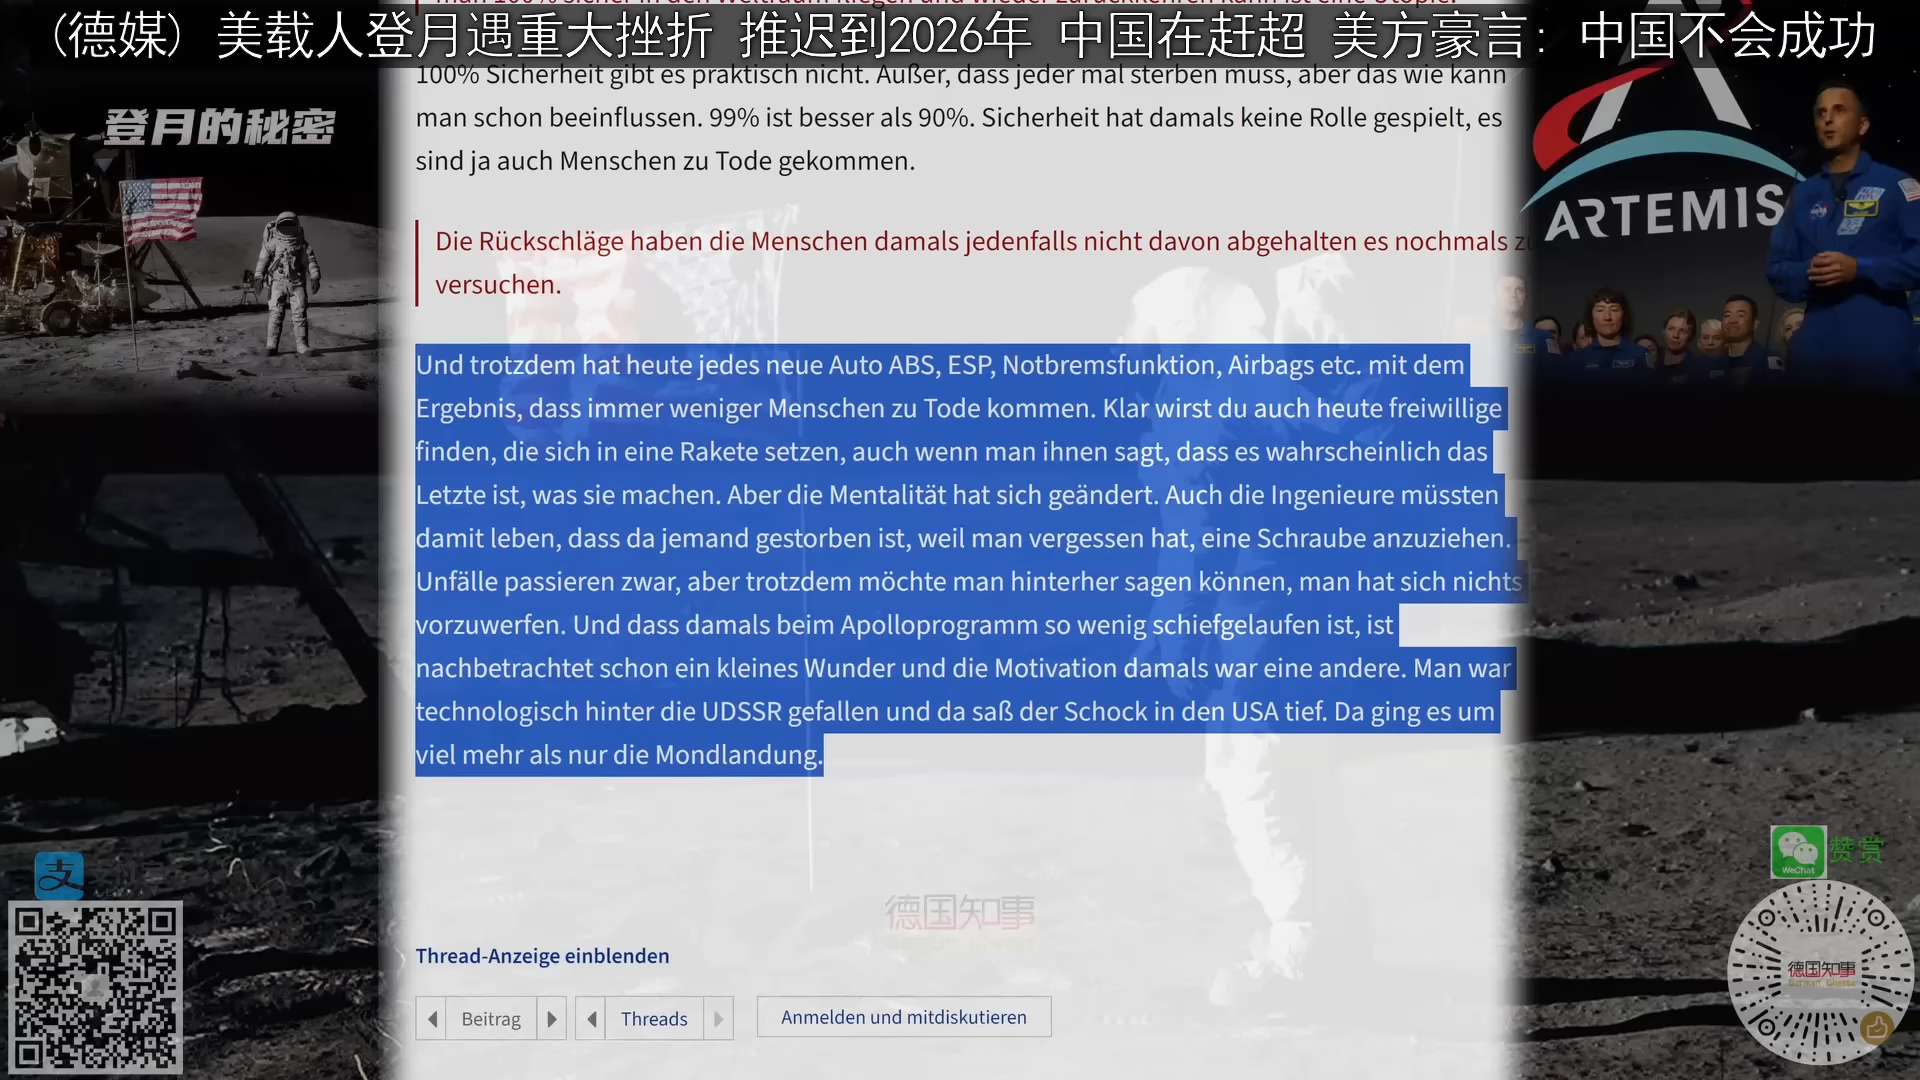 (德媒) 美载人登月遇重大挫折 推迟到2026年 中国在赶超 美方豪言: 中国不会成功
100% Sicherheit gibt es praktisch nicht. Außer, dass jeder mal sterben muss, aber das wie kann
man schon beeinflussen. 99% ist besser als 90%. Sicherheit hat damals keine Rolle gespielt, es
sind ja auch Menschen zu Tode gekommen.
登月的秘密
ARTEMIS
Die Rückschläge haben die Menschen damals jedenfalls nicht davon abgehalten es nochmals zu
versuchen.
Und trotzdem hat heute jedes neue Auto ABS, ESP, Notbremsfunktion, Airbags etc. mit dem
Ergebnis, dass immer weniger Menschen zu Tode kommen. Klar wirst du auch heute freiwillige
finden, die sich in eine Rakete setzen, auch wenn man ihnen sagt, dass es wahrscheinlich das
Letzte ist, was sie machen. Aber die Mentalität hat sich geändert. Auch die Ingenieure müssten
damit leben, dass da jemand gestorben ist, weil man vergessen hat, eine Schraube anzuziehen.
Unfälle passieren zwar, aber trotzdem möchte man hinterher sagen können, man hat sich nichts
vorzuwerfen. Und dass damals beim Apolloprogramm so wenig schiefgelaufen ist, ist
nachbetrachtet schon ein kleines Wunder und die Motivation damals war eine andere. Man war
technologisch hinter die UDSSR gefallen und da saß der Schock in den USA tief. Da ging es um
viel mehr als nur die Mondlandung.
德国知事
Thread-Anzeige einblenden
Beitrag
Threads
Anmelden und mitdiskutieren
支
WeChat
赞赏
德国知事